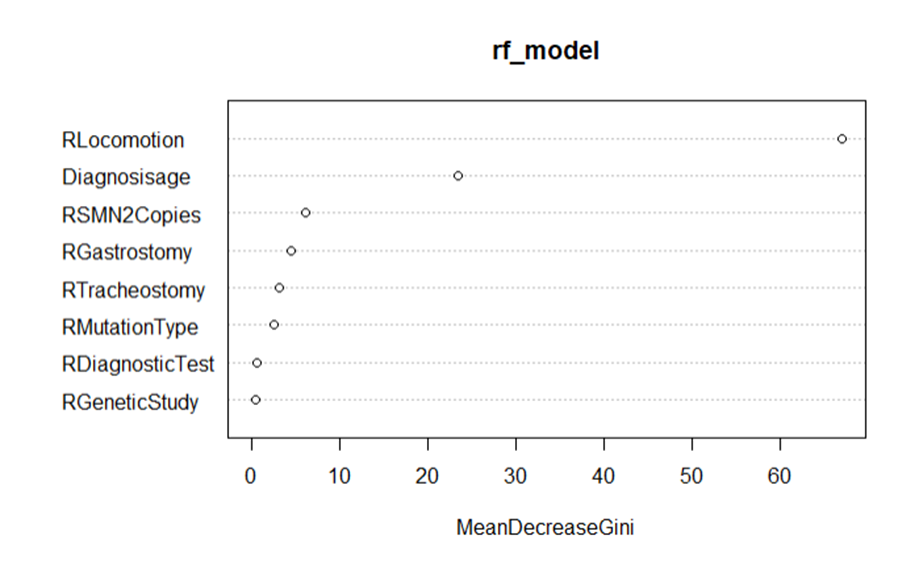 rf_model
RLocomotion
Diagnosisage
RSMN2Copies
RGastrostomy
RTracheostomy
RMutationType
RDiagnosticTest
RGeneticStudy
0 10 20 30 40 50 60
MeanDecreaseGini